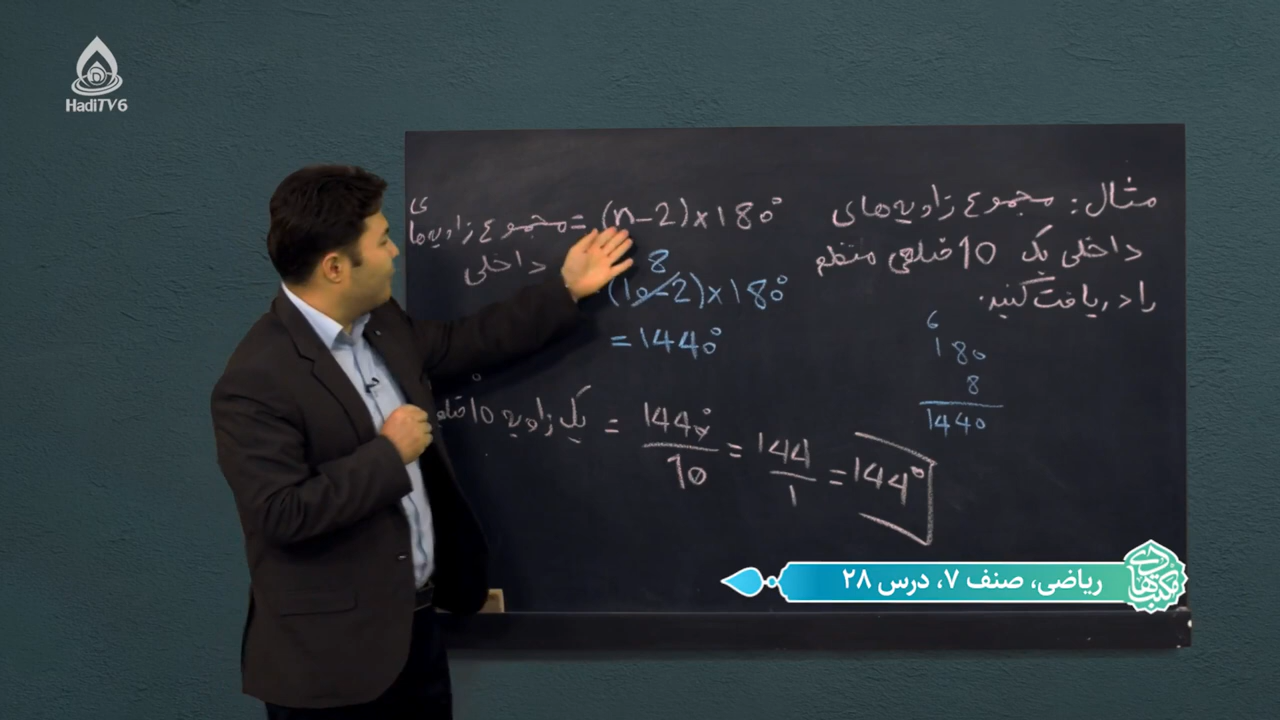 HadiTV6
مثال: مجموع زاویه‌های
داخلی یک 10 ضلعی منتظم
را دریافت کنید.
مجموع زاویه‌های = (n-2)×180°
داخلی
8
(10-2)×180°
=1440°
6
180
8
1440
یک زاویه 10 = 1440°/10 = 144/1 = 144°
ریاضی، صنف ۷، درس ۲۸
مکتب هادی